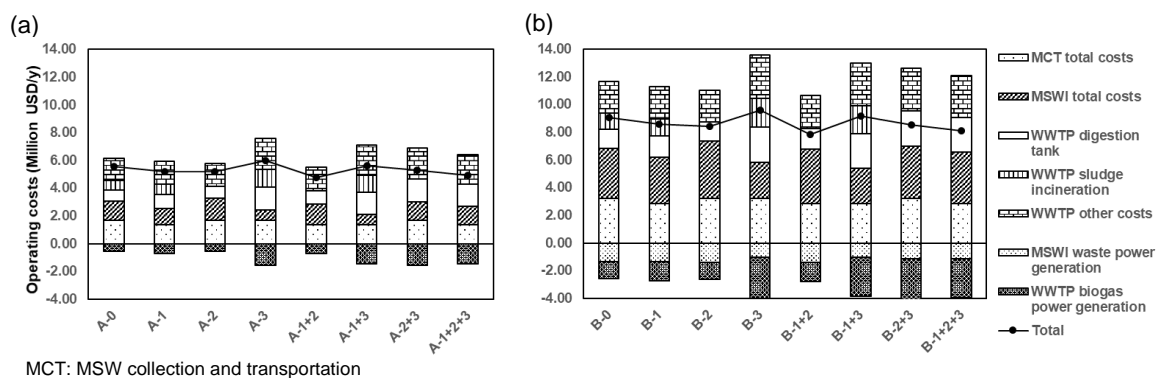 (a)
Operating costs (Million USD/y)
14.00
12.00
10.00
8.00
6.00
4.00
2.00
0.00
-2.00
-4.00
A-0
A-1
A-2
A-3
A-1+2
A-1+3
A-2+3
A-1+2+3
(b)
14.00
12.00
10.00
8.00
6.00
4.00
2.00
0.00
-2.00
-4.00
B-0
B-1
B-2
B-3
B-1+2
B-1+3
B-2+3
B-1+2+3
MCT total costs
MSWI total costs
WWTP digestion
tank
WWTP sludge
incineration
WWTP other costs
MSWI waste power
generation
WWTP biogas
power generation
Total
MCT: MSW collection and transportation